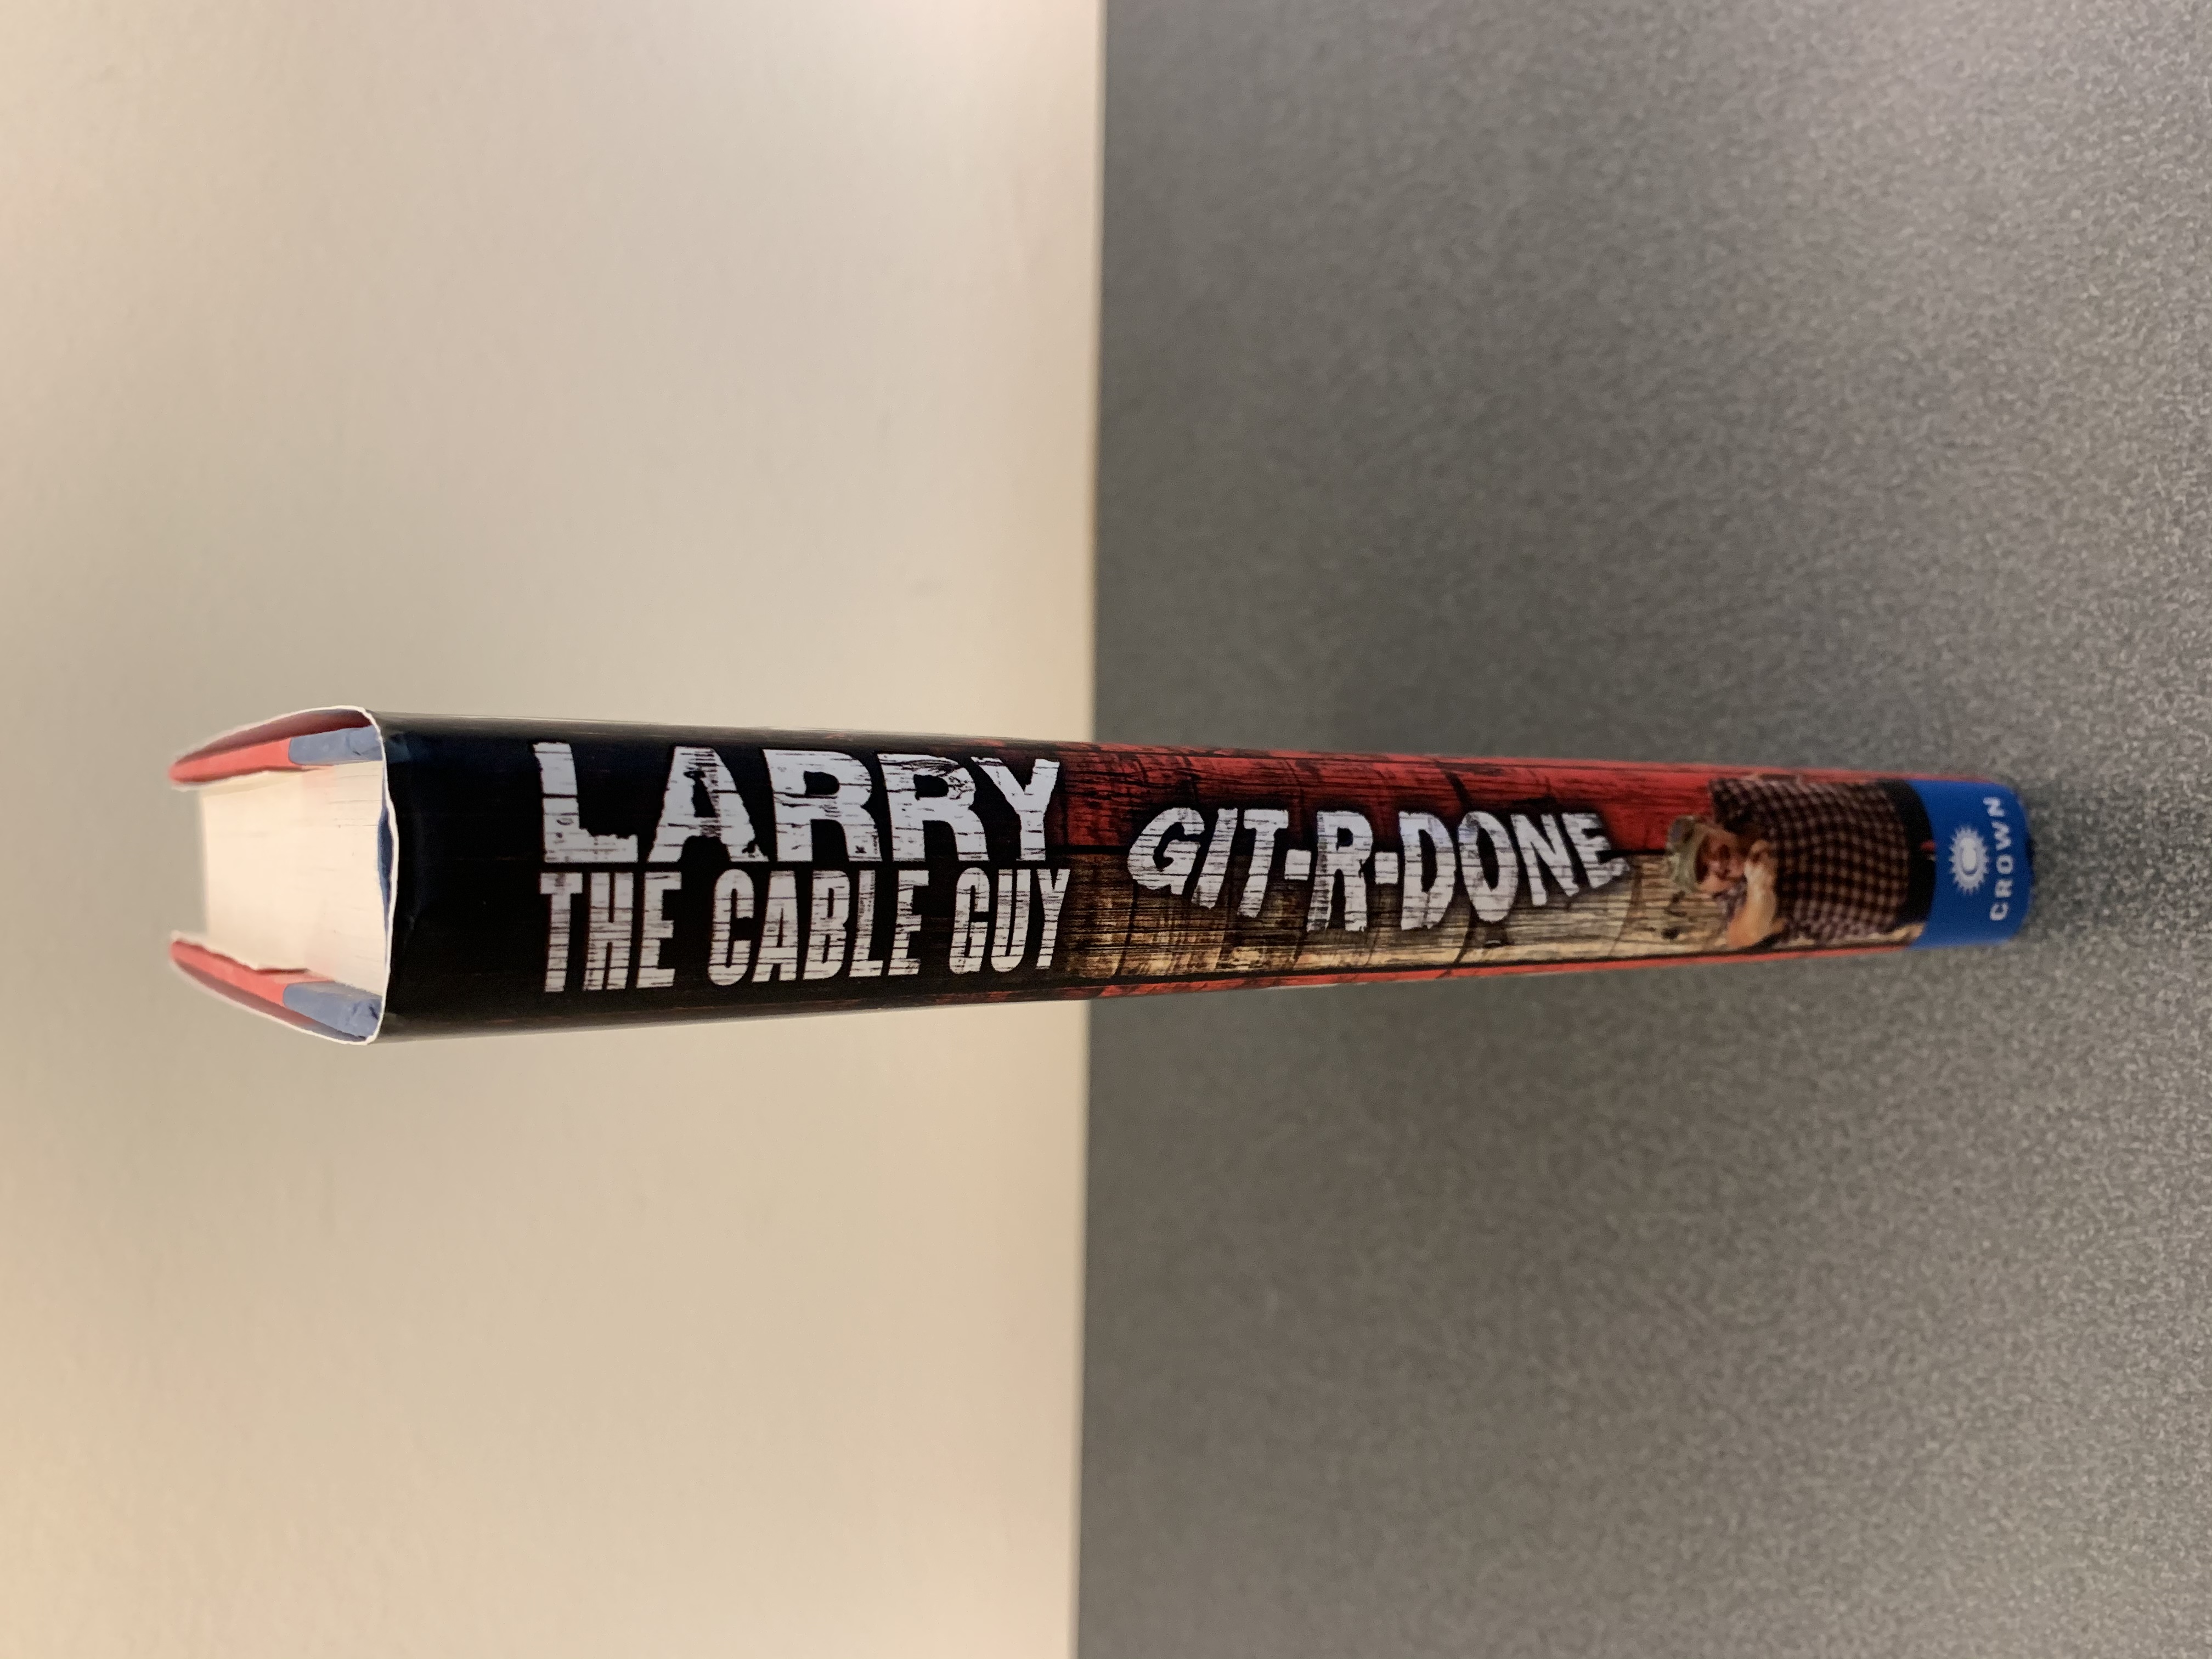 LARRY
THE CABLE GUY
GIT-R-DONE
CROWN